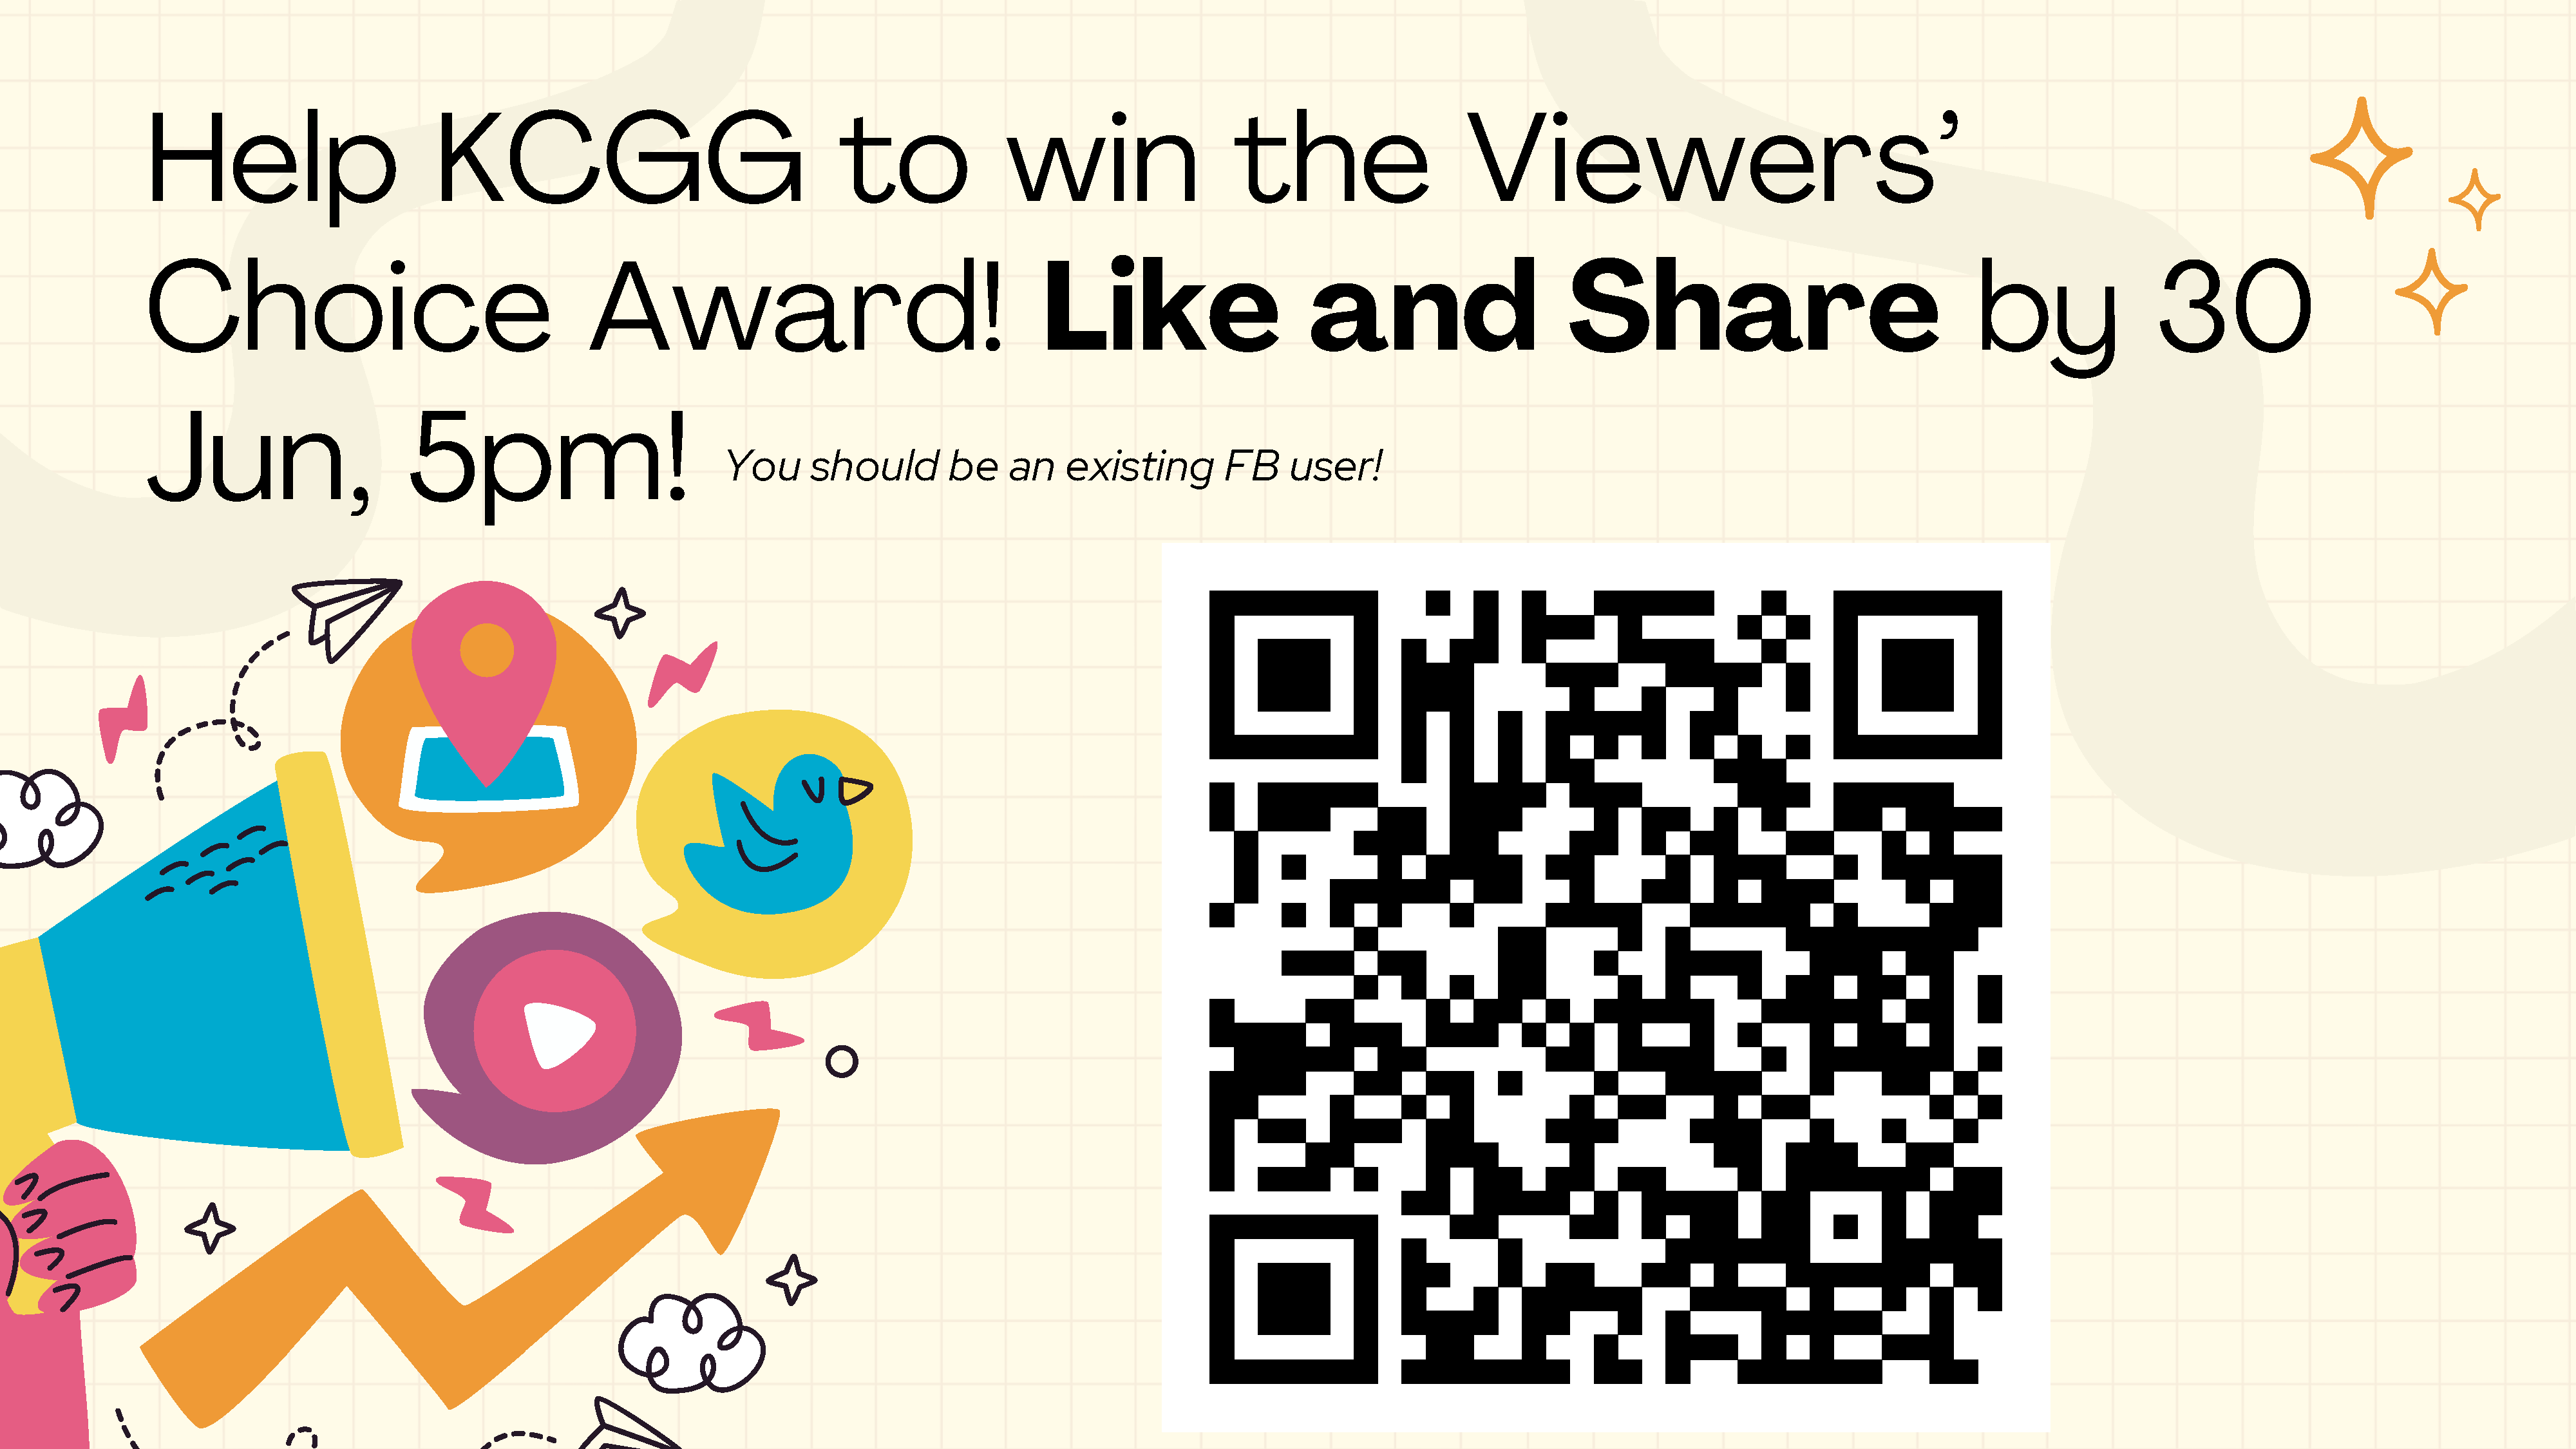 Help KCGG to win the Viewers’
Choice Award! Like and Share by 30
Jun, 5pm! You should be an existing FB user!